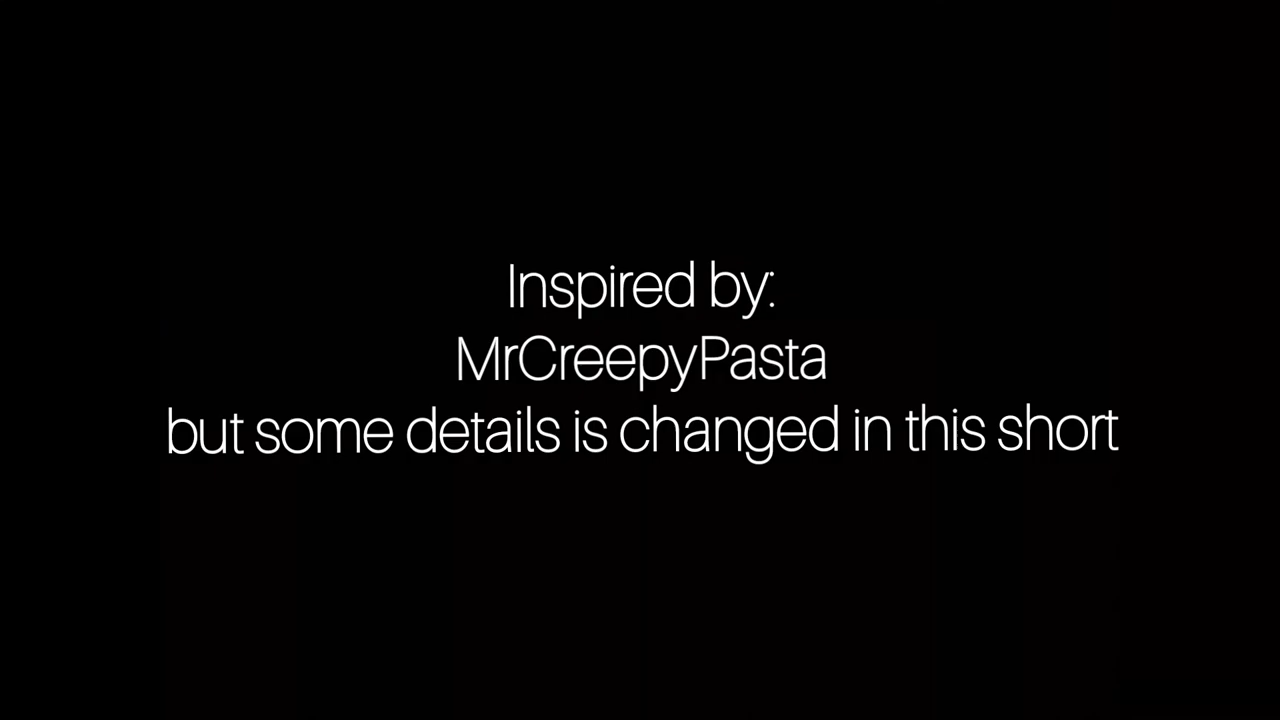 Inspired by:
MrCreepyPasta
but some details is changed in this short